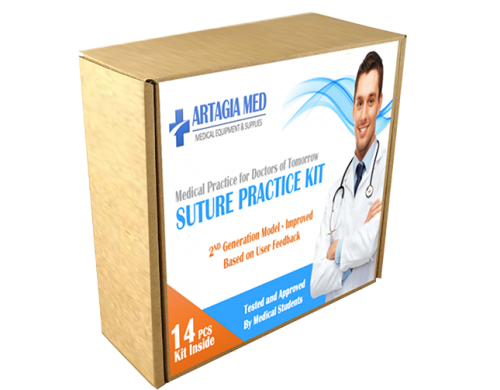 ARTAGIA MED
MEDICAL EQUIPMENT & SUPPLIES
Medical Practice for Doctors of Tomorrow
SUTURE PRACTICE KIT
2ND Generation Model - Improved
Based on User Feedback
Tested and Approved
By Medical Students
14 PCS
Kit Inside